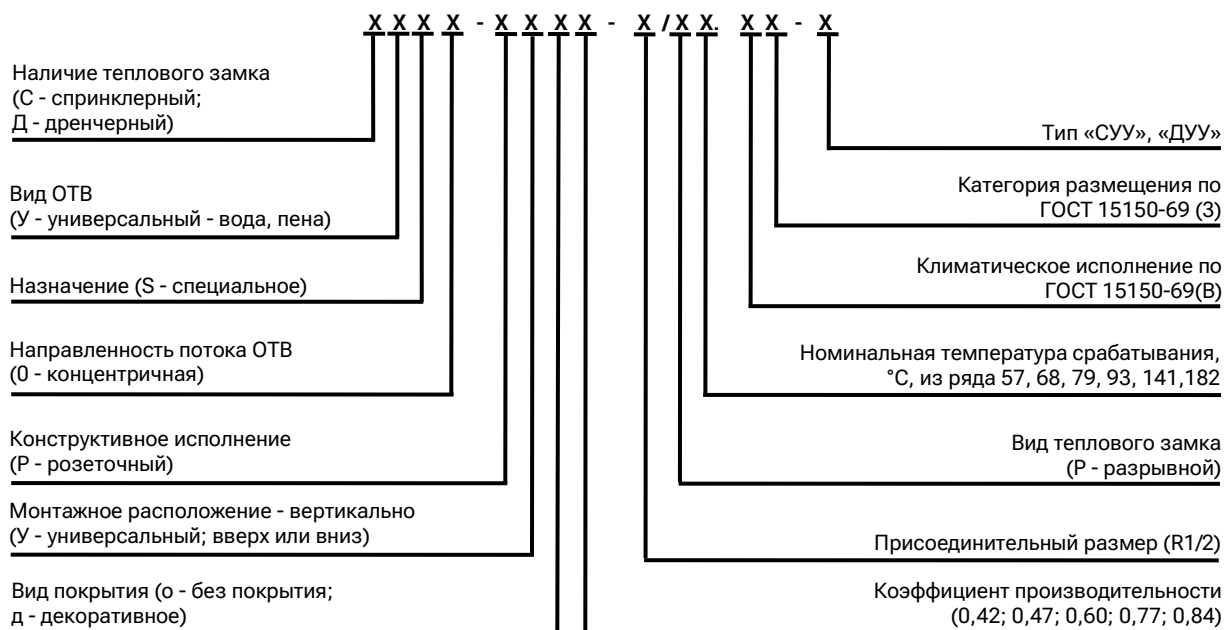 X X X X - X X X X - X / X X. X X - X
Наличие теплового замка
(С - спринклерный;
Д - дренчерный)
Вид ОТВ
(У - универсальный - вода, пена)
Назначение (S - специальное)
Направленность потока ОТВ
(0 - концентричная)
Конструктивное исполнение
(Р - розеточный)
Монтажное расположение - вертикально
(У - универсальный; вверх или вниз)
Вид покрытия (о - без покрытия;
д - декоративное)
Тип «СУУ», «ДУУ»
Категория размещения по
ГОСТ 15150-69 (3)
Климатическое исполнение по
ГОСТ 15150-69(В)
Номинальная температура срабатывания,
°С, из ряда 57, 68, 79, 93, 141,182
Вид теплового замка
(Р - разрывной)
Присоединительный размер (R1/2)
Коэффициент производительности
(0,42; 0,47; 0,60; 0,77; 0,84)